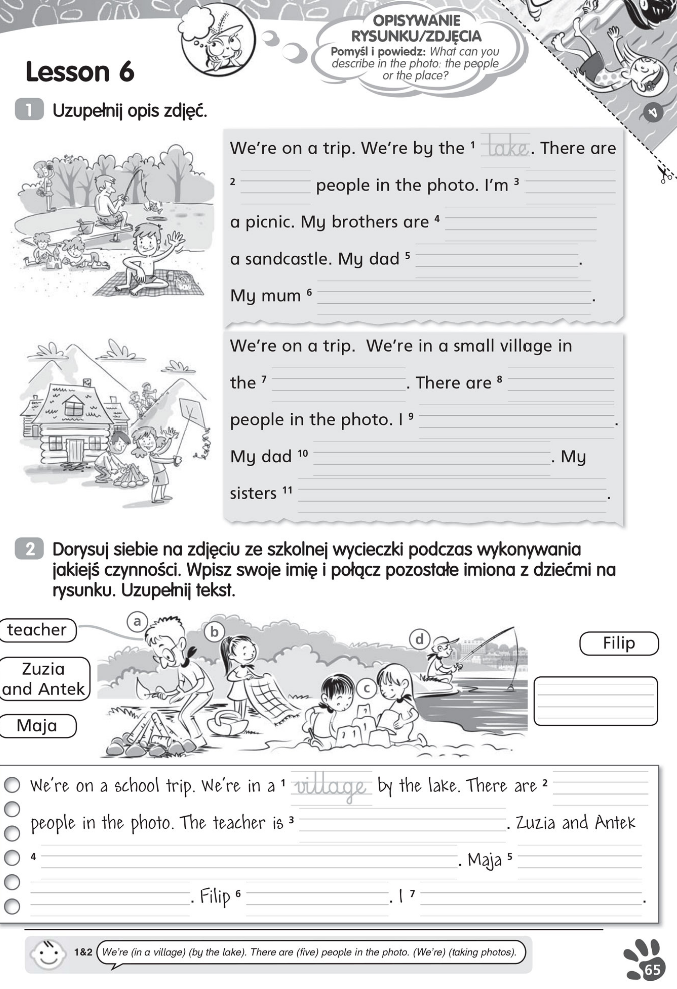 OPISYWANIE
RYSUNKU/ZDJĘCIA
Pomyśl i powiedz: What can you
describe in the photo: the people
or the place?
Lesson 6
4
1 Uzupełnij opis zdjęć.
We're on a trip. We're by the 1 lake. There are
2 people in the photo. I'm 3
a picnic. My brothers are 4
a sandcastle. My dad 5 .
My mum 6 .
We're on a trip. We're in a small village in
the 7 . There are 8
people in the photo. I 9 .
My dad 10 . My
sisters 11 .
2 Dorysuj siebie na zdjęciu ze szkolnej wycieczki podczas wykonywania
jakiejś czynności. Wpisz swoje imię i połącz pozostałe imiona z dziećmi na
rysunku. Uzupełnij tekst.
teacher
Zuzia
and Antek
Maja
a
b
c
d
Filip
We're on a school trip. We're in a 1 village by the lake. There are 2
people in the photo. The teacher is 3 . Zuzia and Antek
4 . Maja 5
. Filip 6 . I 7 .
1&2 We're (in a village) (by the lake). There are (five) people in the photo. (We're) (taking photos).
65